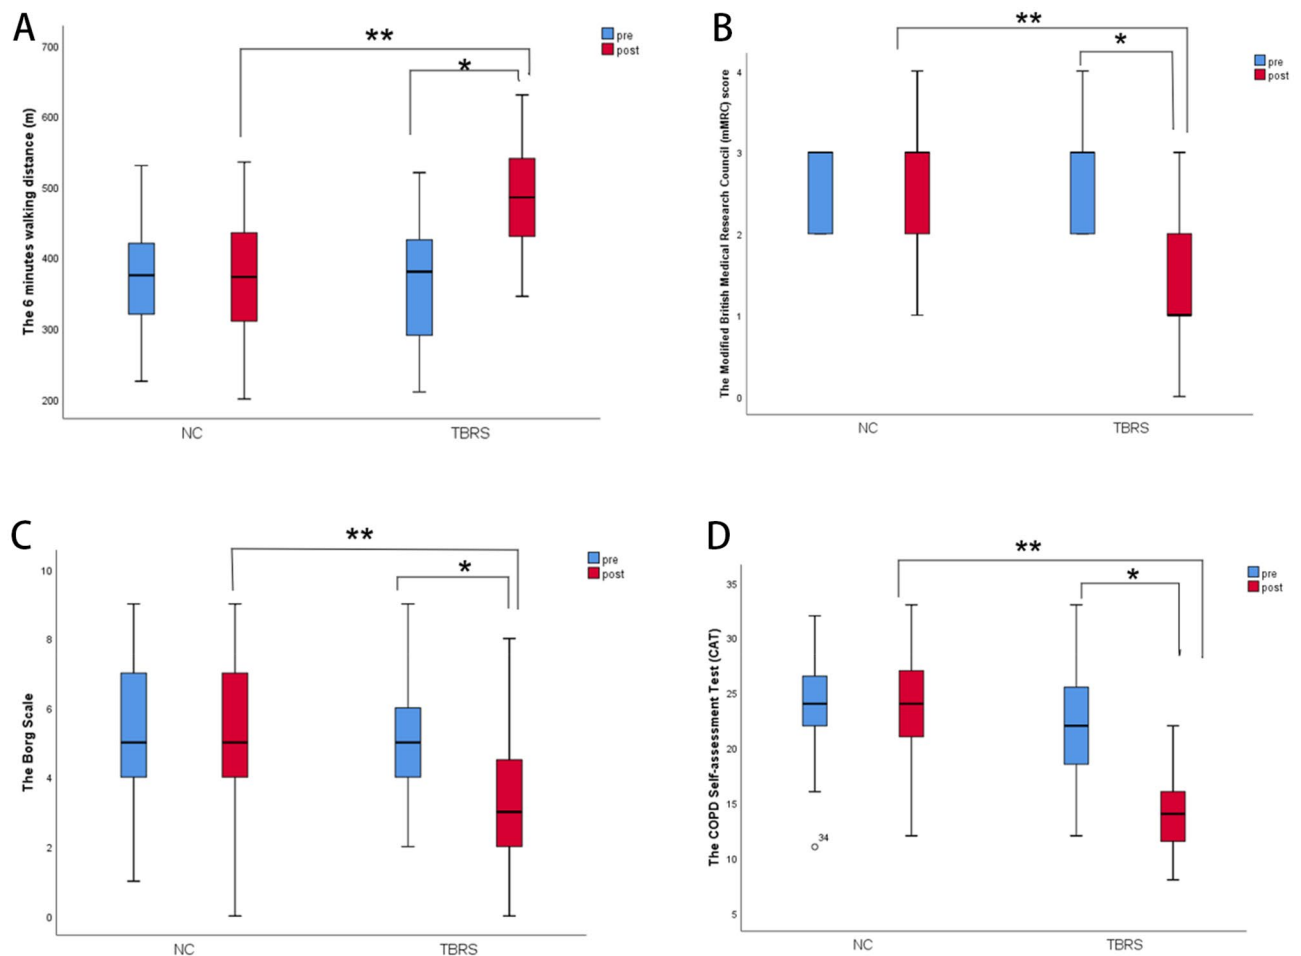 A
**
*
pre
post
The 6 minutes walking distance (m)
700
600
500
400
300
200
NC
TBRS
B
**
*
pre
post
The Modified British Medical Research Council (mMRC) score
4
3
2
1
0
NC
TBRS
C
**
*
pre
post
The Borg Scale
10
8
6
4
2
0
NC
TBRS
D
**
*
pre
post
The COPD Self-assessment Test (CAT)
35
30
25
20
15
10
5
34
NC
TBRS